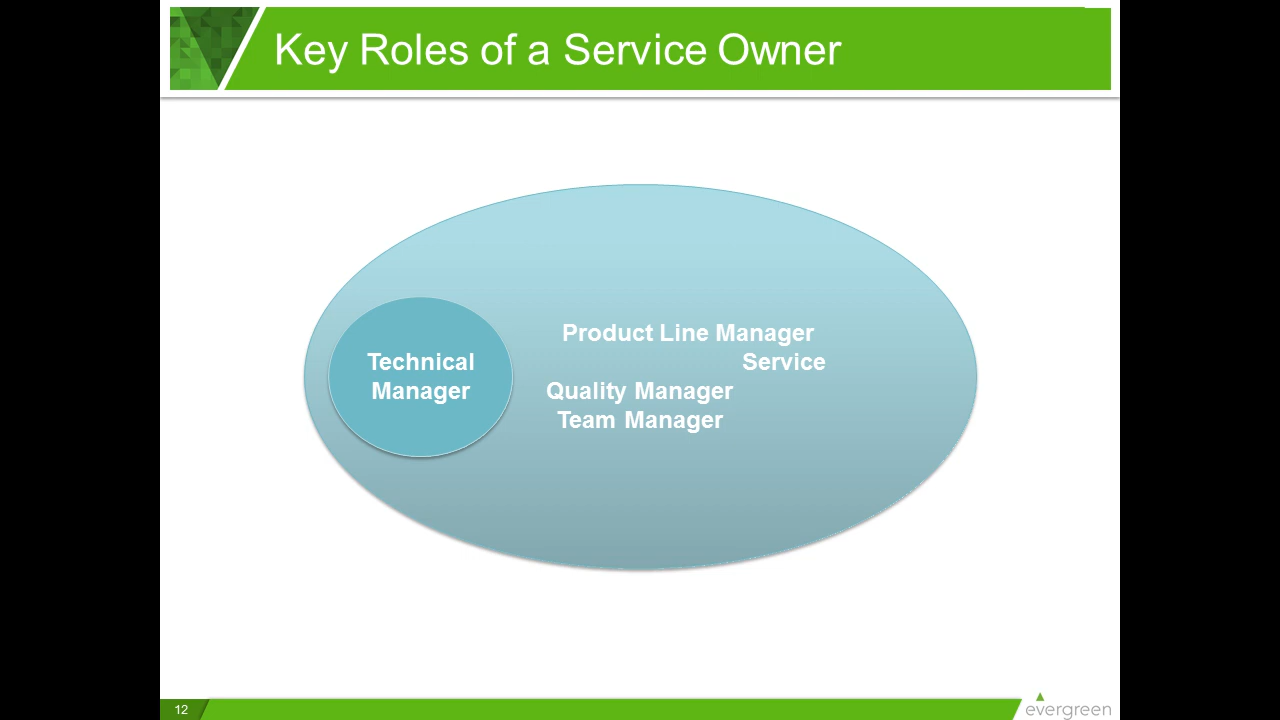 Key Roles of a Service Owner
Technical
Manager
Product Line Manager
Service
Quality Manager
Team Manager
12
evergreen